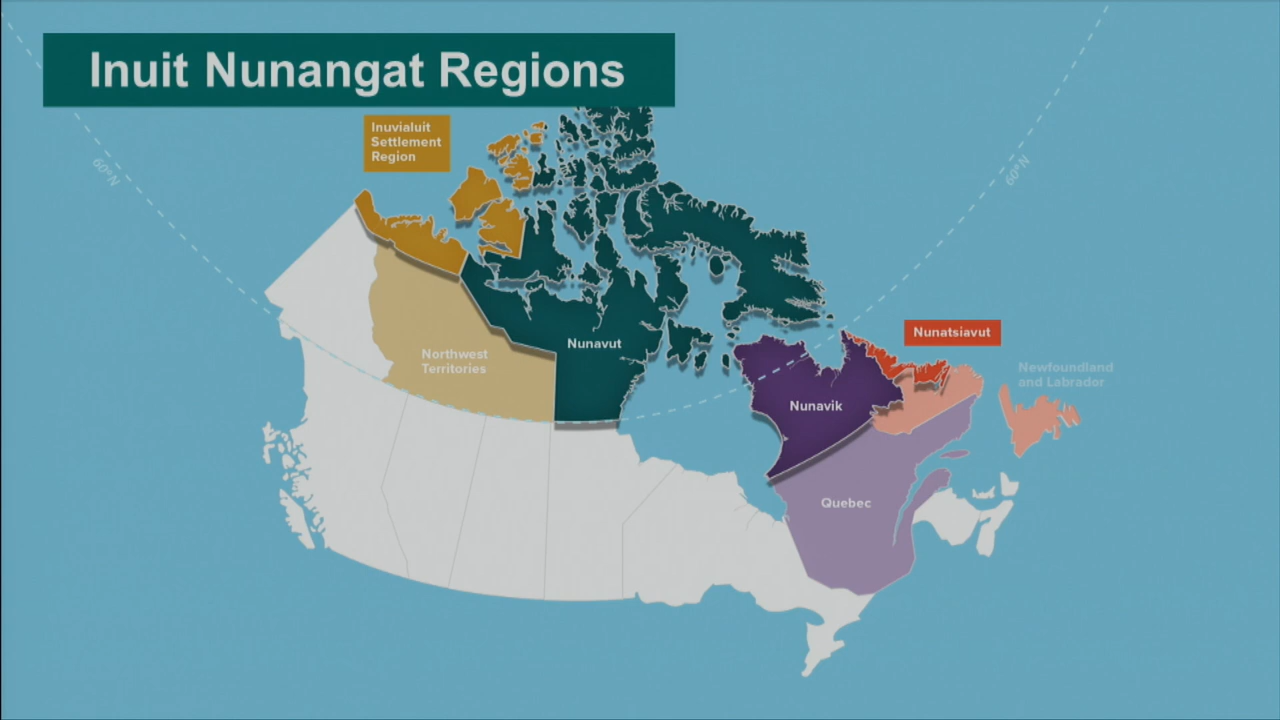 Inuit Nunangat Regions
Inuvialuit
Settlement
Region
60°N
60°N
Nunavut
Northwest
Territories
Nunatsiavut
Newfoundland
and Labrador
Nunavik
Quebec